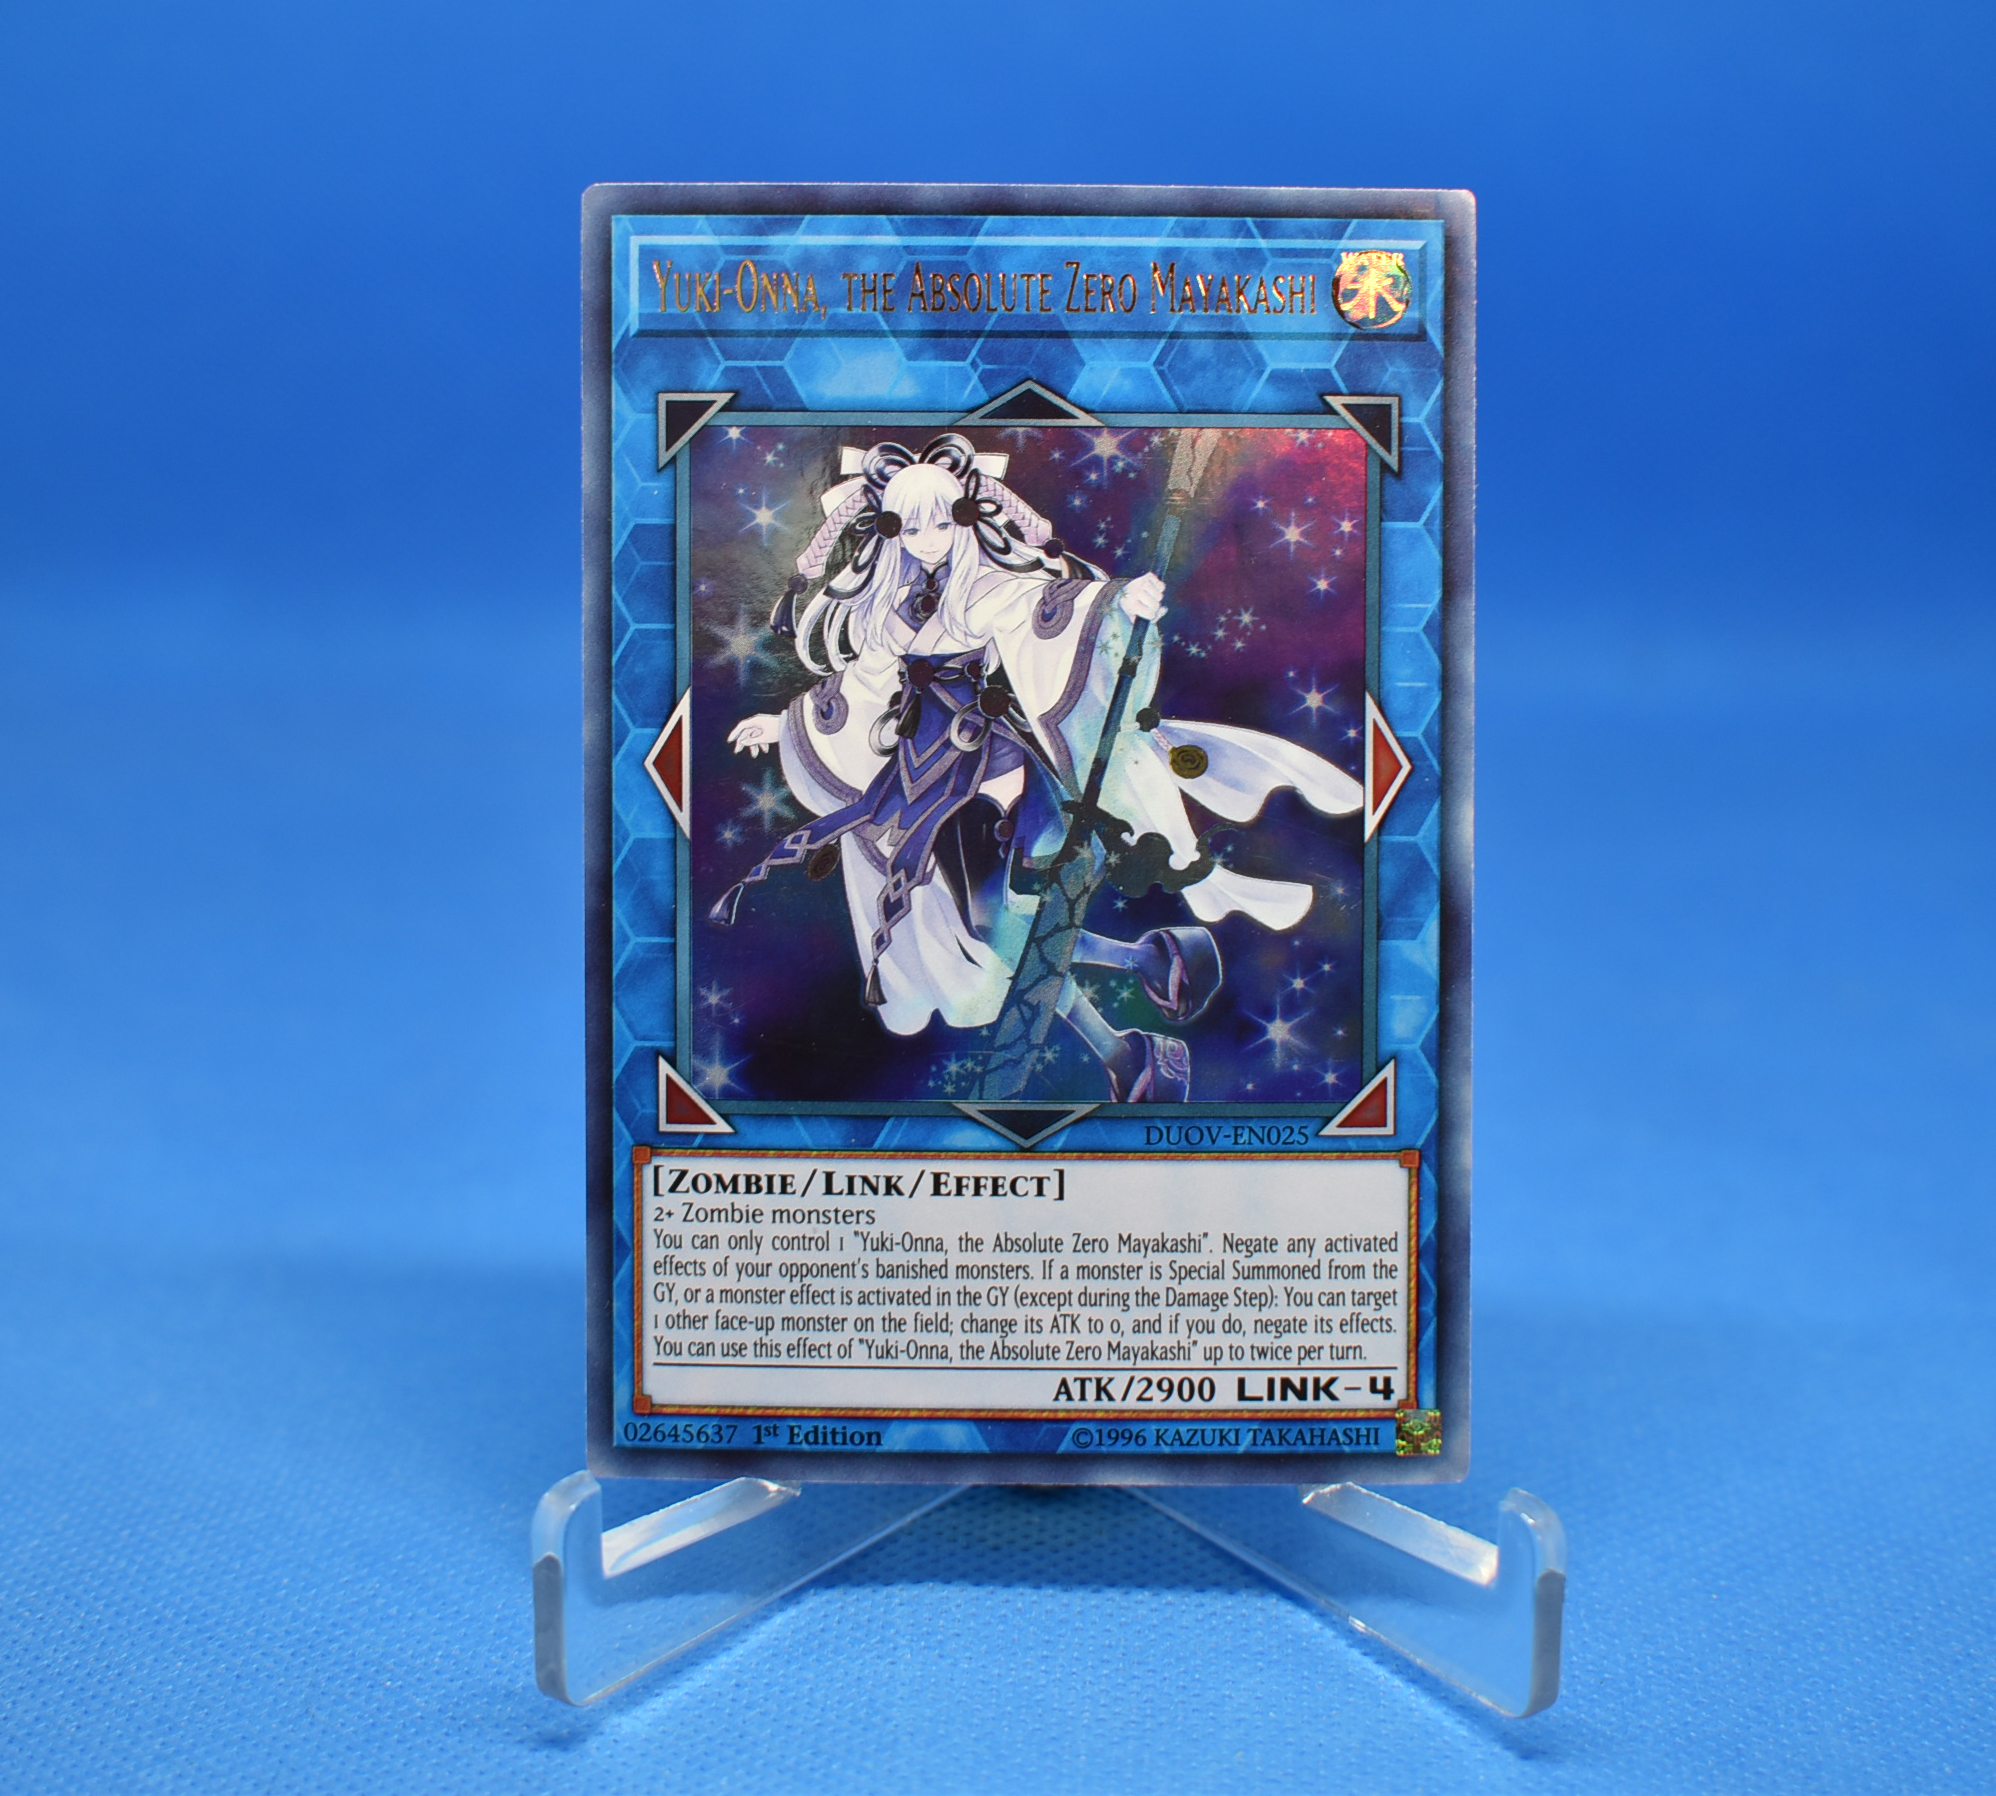 Yuki-Onna, the Absolute Zero Mayakashi
WATER
水
DUOV-EN025
[Zombie/Link/Effect]
2+ Zombie monsters
You can only control 1 "Yuki-Onna, the Absolute Zero Mayakashi". Negate any activated
effects of your opponent's banished monsters. If a monster is Special Summoned from the
GY, or a monster effect is activated in the GY (except during the Damage Step): You can target
1 other face-up monster on the field; change its ATK to 0, and if you do, negate its effects.
You can use this effect of "Yuki-Onna, the Absolute Zero Mayakashi" up to twice per turn.
ATK/2900 LINK-4
02645637 1st Edition ©1996 KAZUKI TAKAHASHI